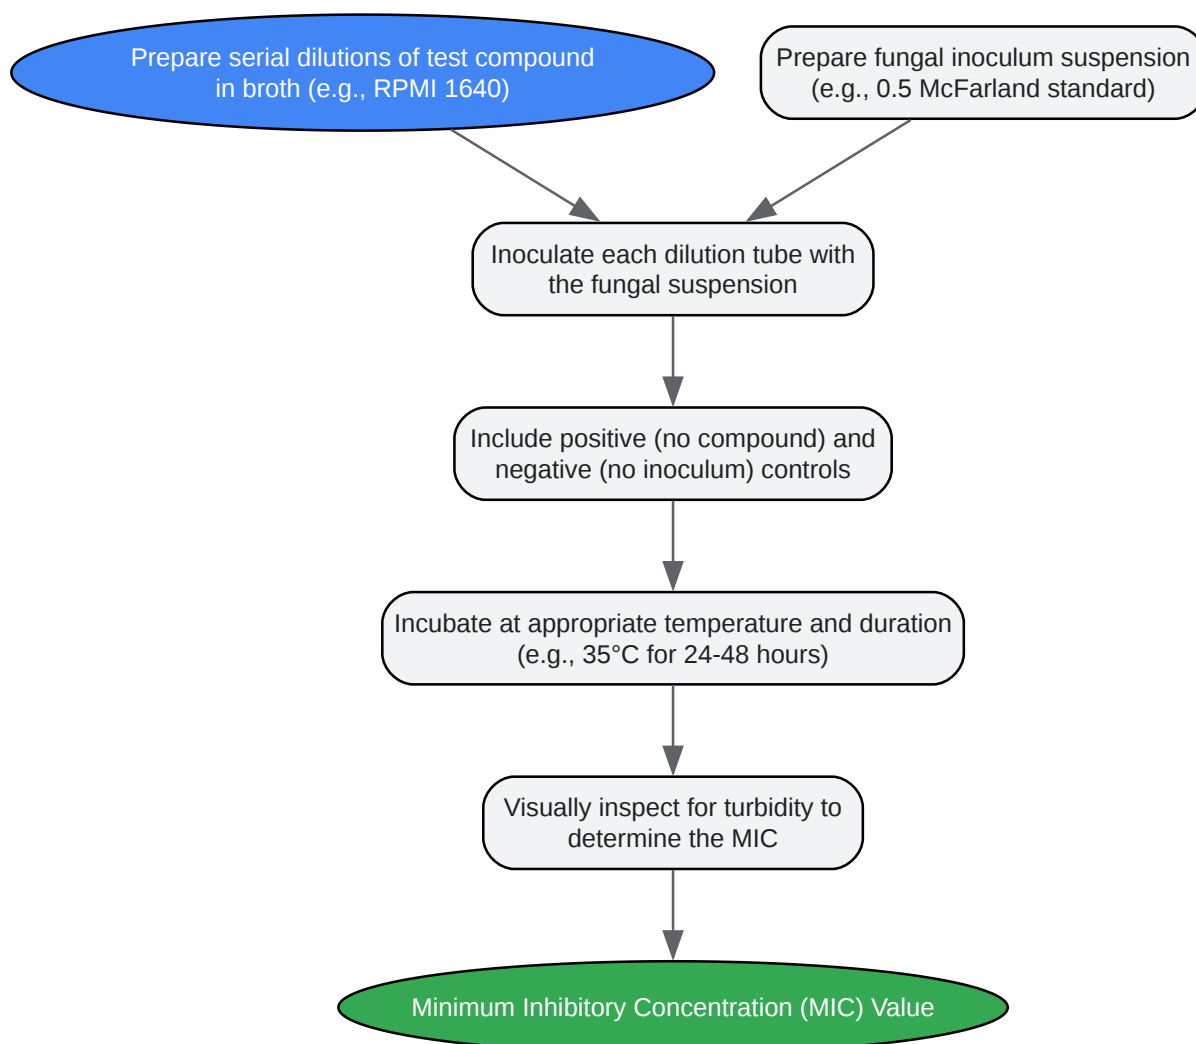 Prepare serial dilutions of test compound
in broth (e.g., RPMI 1640)
Prepare fungal inoculum suspension
(e.g., 0.5 McFarland standard)
Inoculate each dilution tube with
the fungal suspension
Include positive (no compound) and
negative (no inoculum) controls
Incubate at appropriate temperature and duration
(e.g., 35°C for 24-48 hours)
Visually inspect for turbidity to
determine the MIC
Minimum Inhibitory Concentration (MIC) Value